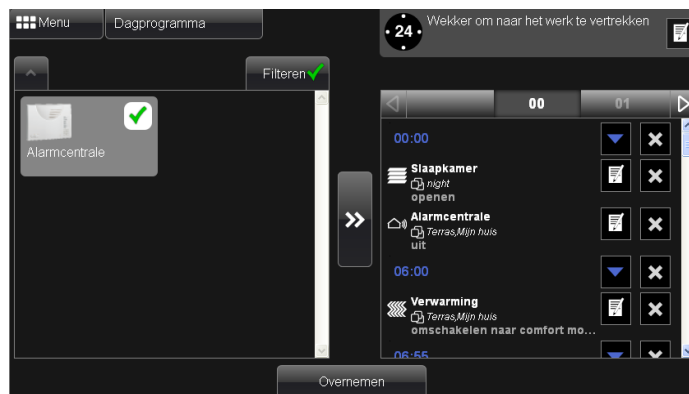 Menu
Dagprogramma
24
Wekker om naar het werk te vertrekken
Filteren
Alarmcentrale
00
01
00:00
Slaapkamer
night
openen
Alarmcentrale
Terras,Mijn huis
uit
06:00
Verwarming
Terras,Mijn huis
omschakelen naar comfort mo...
06:55
Overnemen